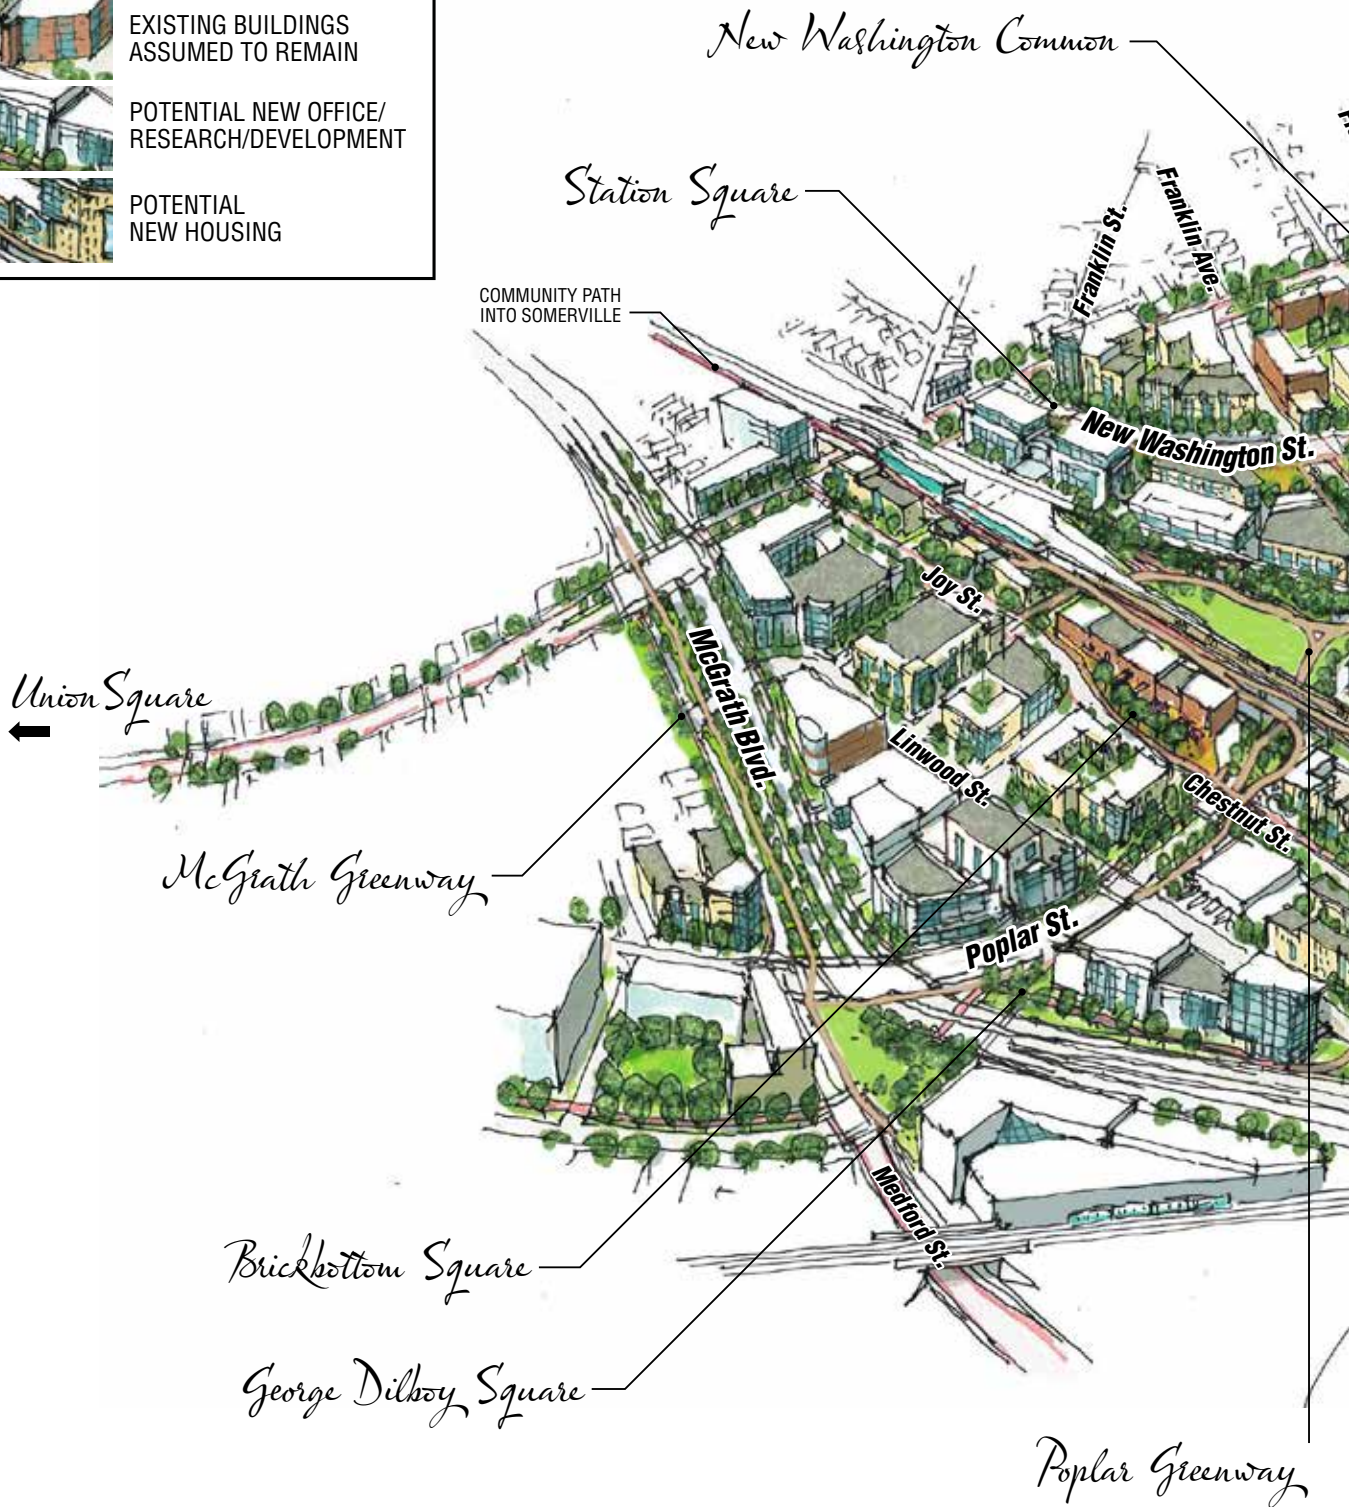 EXISTING BUILDINGS
ASSUMED TO REMAIN
POTENTIAL NEW OFFICE/
RESEARCH/DEVELOPMENT
POTENTIAL
NEW HOUSING
New Washington Common
Station Square
Franklin St.
Franklin Ave.
COMMUNITY PATH
INTO SOMERVILLE
New Washington St.
Joy St.
Union Square
McGrath Blvd.
Linwood St.
Chestnut St.
McGrath Greenway
Poplar St.
Medford St.
Brickbottom Square
George Dilboy Square
Poplar Greenway